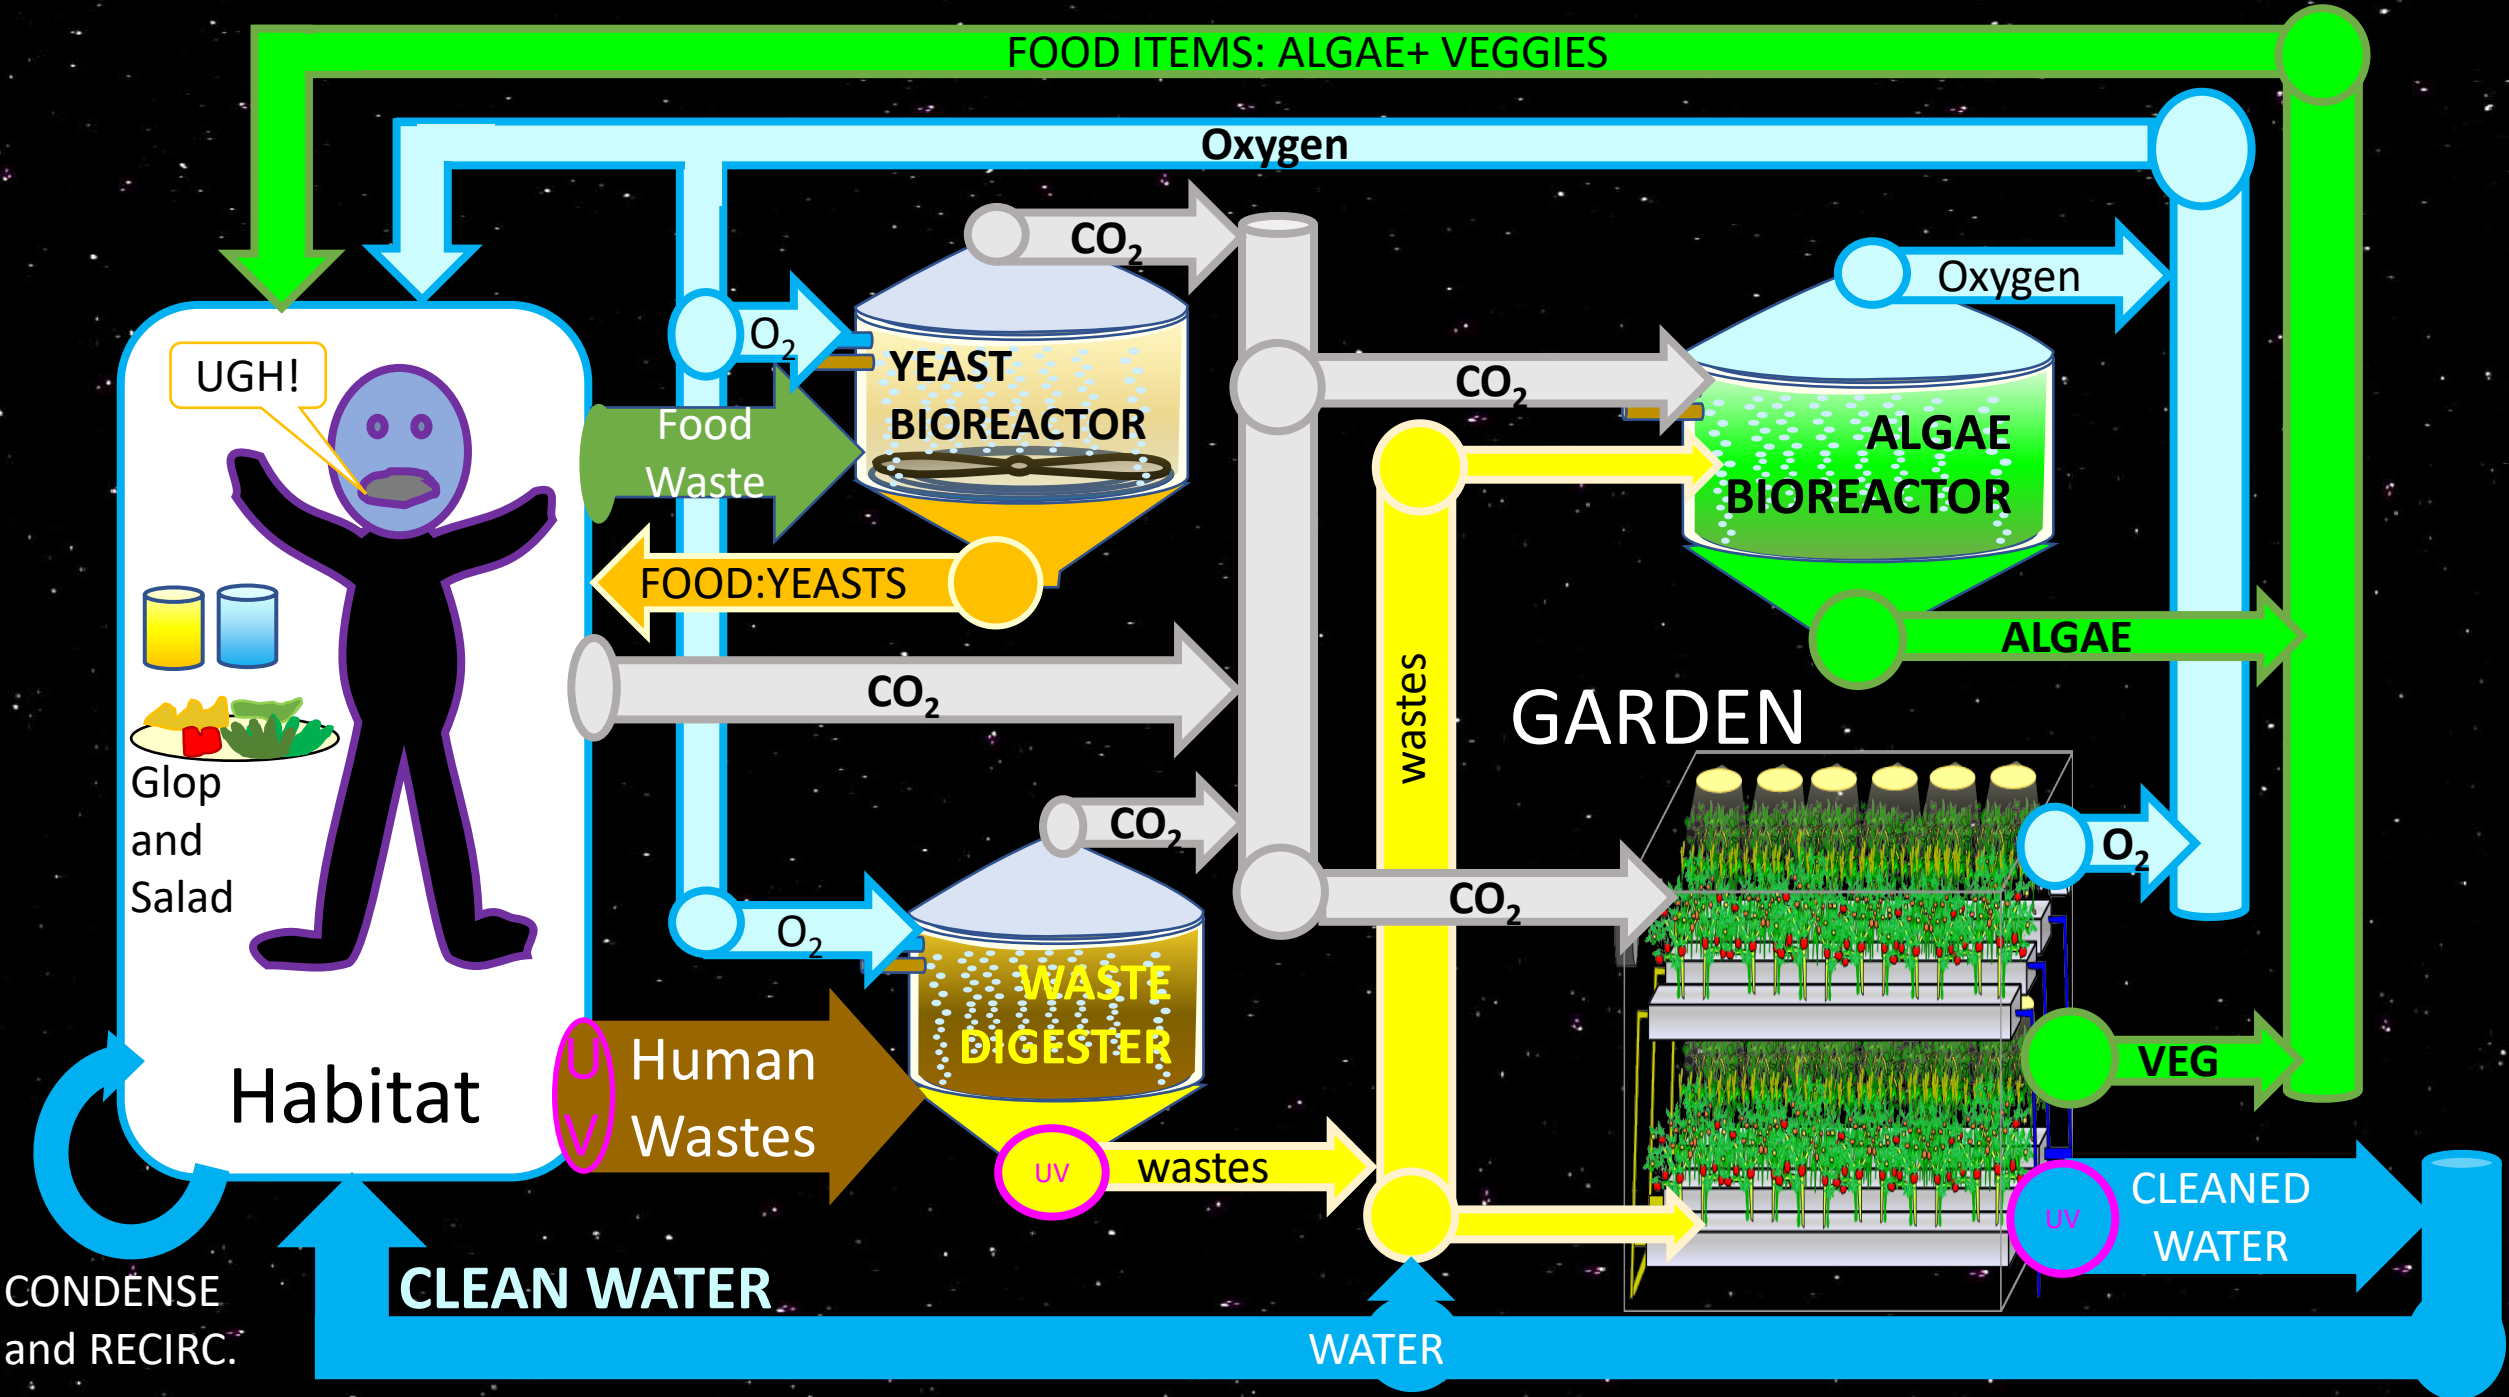 FOOD ITEMS: ALGAE+ VEGGIES
Oxygen
CO₂
Oxygen
O₂
UGH!
YEAST
BIOREACTOR
CO₂
Food
Waste
ALGAE
BIOREACTOR
FOOD:YEASTS
ALGAE
CO₂
wastes
GARDEN
Glop
and
Salad
CO₂
O₂
CO₂
O₂
WASTE
DIGESTER
Habitat
UV
Human
Wastes
VEG
UV
wastes
UV
CLEANED
WATER
CONDENSE
and RECIRC.
CLEAN WATER
WATER